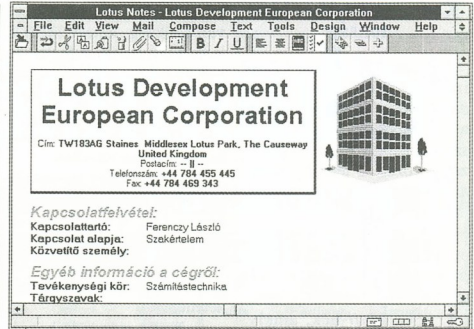 Lotus Notes - Lotus Development European Corporation
File Edit View Mail Compose Text Tools Design Window Help
B I U
Lotus Development
European Corporation
Cím: TW183AG Staines Middlesex Lotus Park, The Causeway
United Kingdom
Postacím: -- || --
Telefonszám: +44 784 455 445
Fax: +44 784 469 343
Kapcsolatfelvétel:
Kapcsolattartó: Ferenczy László
Kapcsolat alapja: Szakértelem
Közvetítő személy:
Egyéb információ a cégről:
Tevékenységi kör: Számítástechnika
Tárgyszavak: